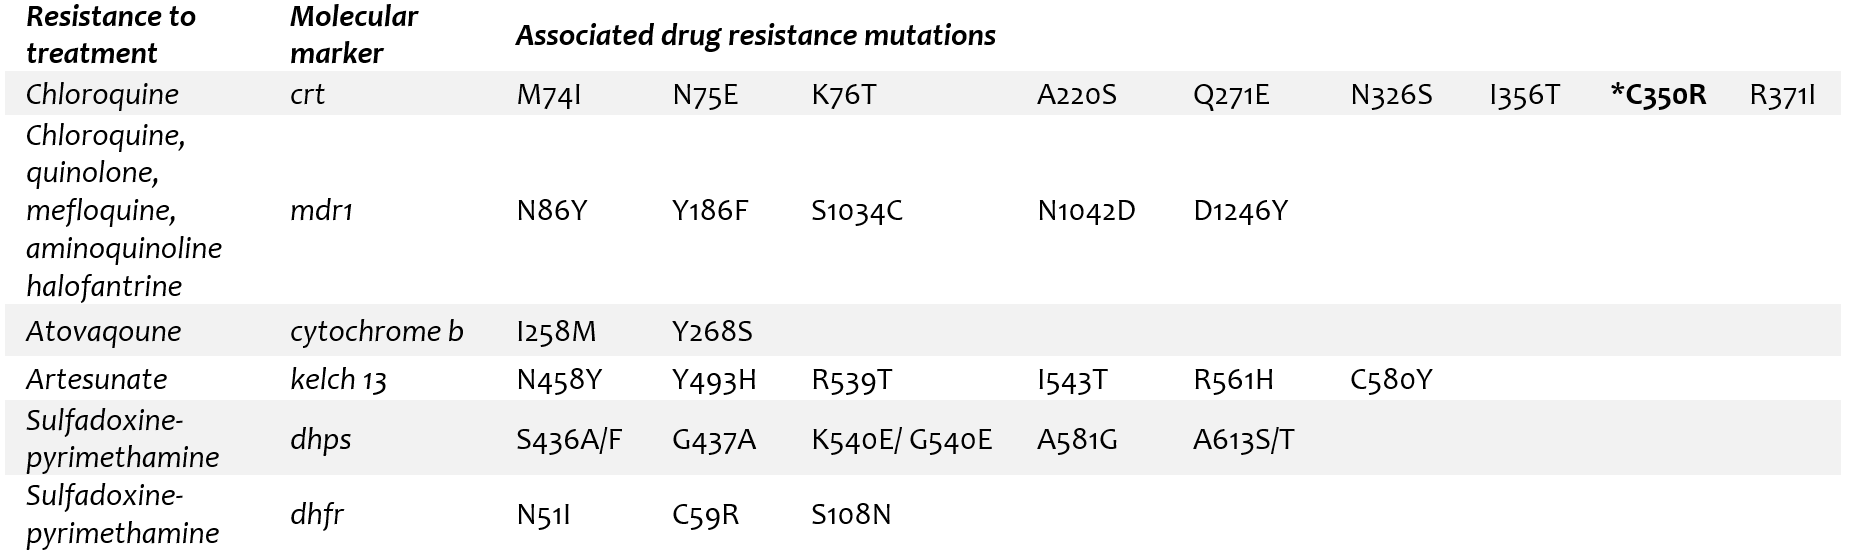 Resistance to treatment Molecular marker Associated drug resistance mutations
Chloroquine crt M74I N75E K76T A220S Q271E N326S I356T *C350R R371I
Chloroquine,
quinolone,
mefloquine,
aminoquinoline
halofantrine
mdr1 N86Y Y186F S1034C N1042D D1246Y
Atovaqoune cytochrome b I258M Y268S
Artesunate kelch 13 N458Y Y493H R539T I543T R561H C580Y
Sulfadoxine-
pyrimethamine
dhps S436A/F G437A K540E/ G540E A581G A613S/T
Sulfadoxine-
pyrimethamine
dhfr N51I C59R S108N